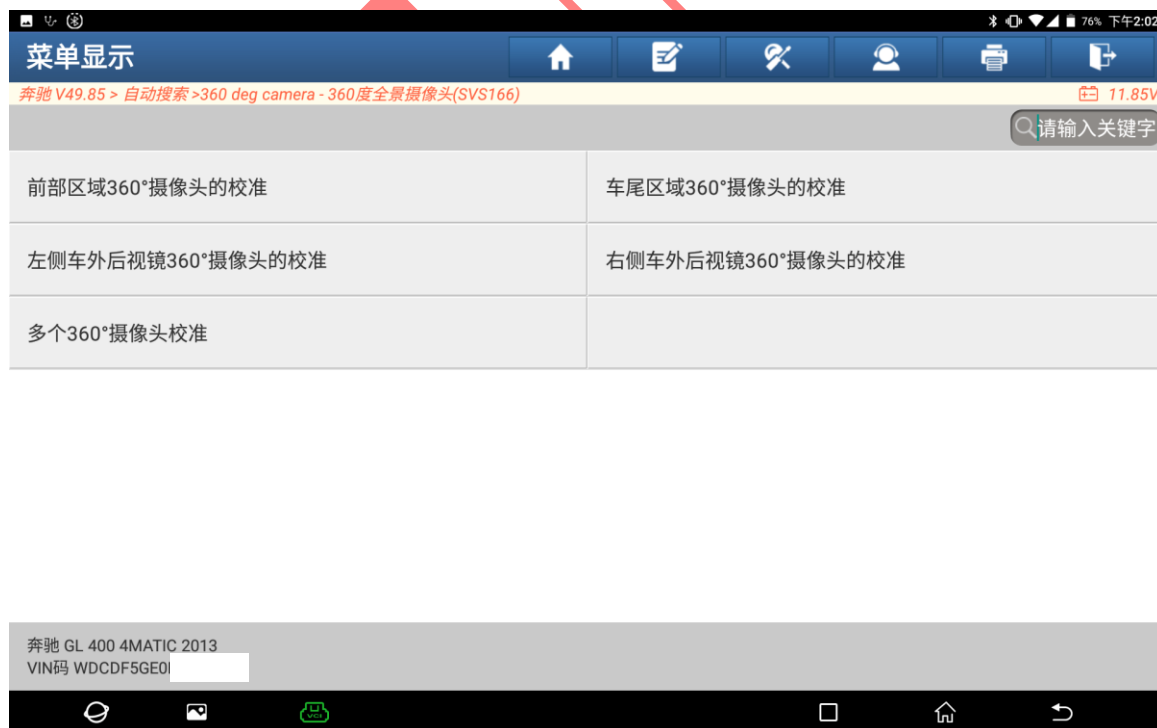 76% 下午2:02
菜单显示
奔驰 V49.85 > 自动搜索 >360 deg camera - 360度全景摄像头(SVS166)
11.85V
请输入关键字
前部区域360°摄像头的校准
车尾区域360°摄像头的校准
左侧车外后视镜360°摄像头的校准
右侧车外后视镜360°摄像头的校准
多个360°摄像头校准
奔驰 GL 400 4MATIC 2013
VIN码 WDCDF5GE0
VCI